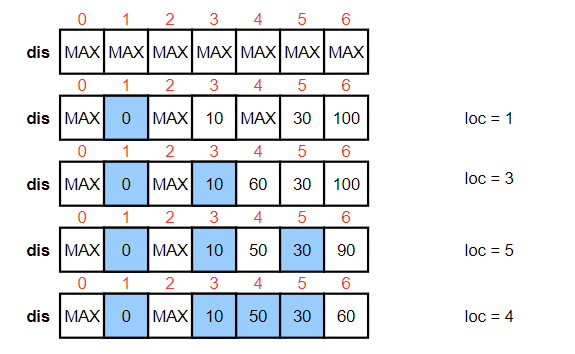 0 1 2 3 4 5 6
dis MAX MAX MAX MAX MAX MAX MAX
0 1 2 3 4 5 6
dis MAX 0 MAX 10 MAX 30 100 loc = 1
0 1 2 3 4 5 6
dis MAX 0 MAX 10 60 30 100 loc = 3
0 1 2 3 4 5 6
dis MAX 0 MAX 10 50 30 90 loc = 5
0 1 2 3 4 5 6
dis MAX 0 MAX 10 50 30 60 loc = 4